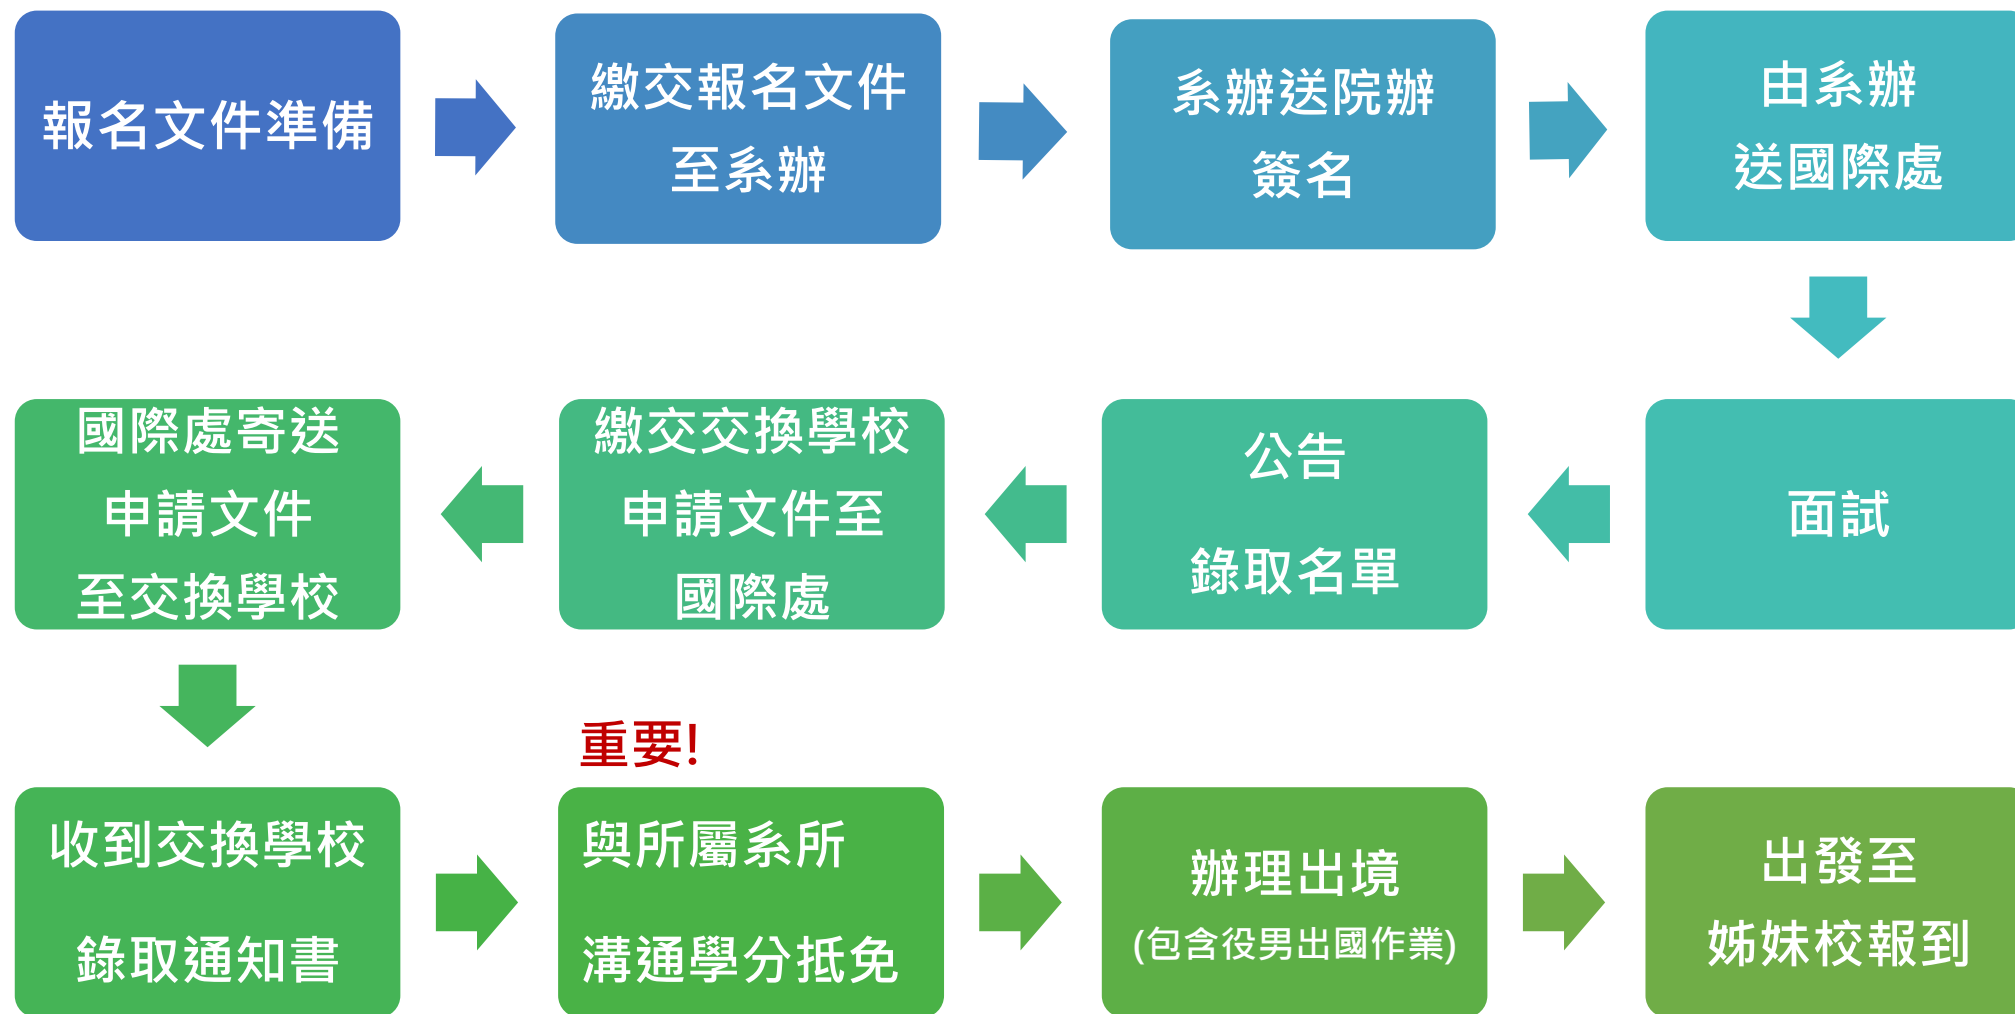 報名文件準備
繳交報名文件
至系辦
系辦送院辦
簽名
由系辦
送國際處
面試
公告
錄取名單
繳交交換學校
申請文件至
國際處
國際處寄送
申請文件
至交換學校
收到交換學校
錄取通知書
重要!
與所屬系所
溝通學分抵免
辦理出境
(包含役男出國作業)
出發至
姊妹校報到